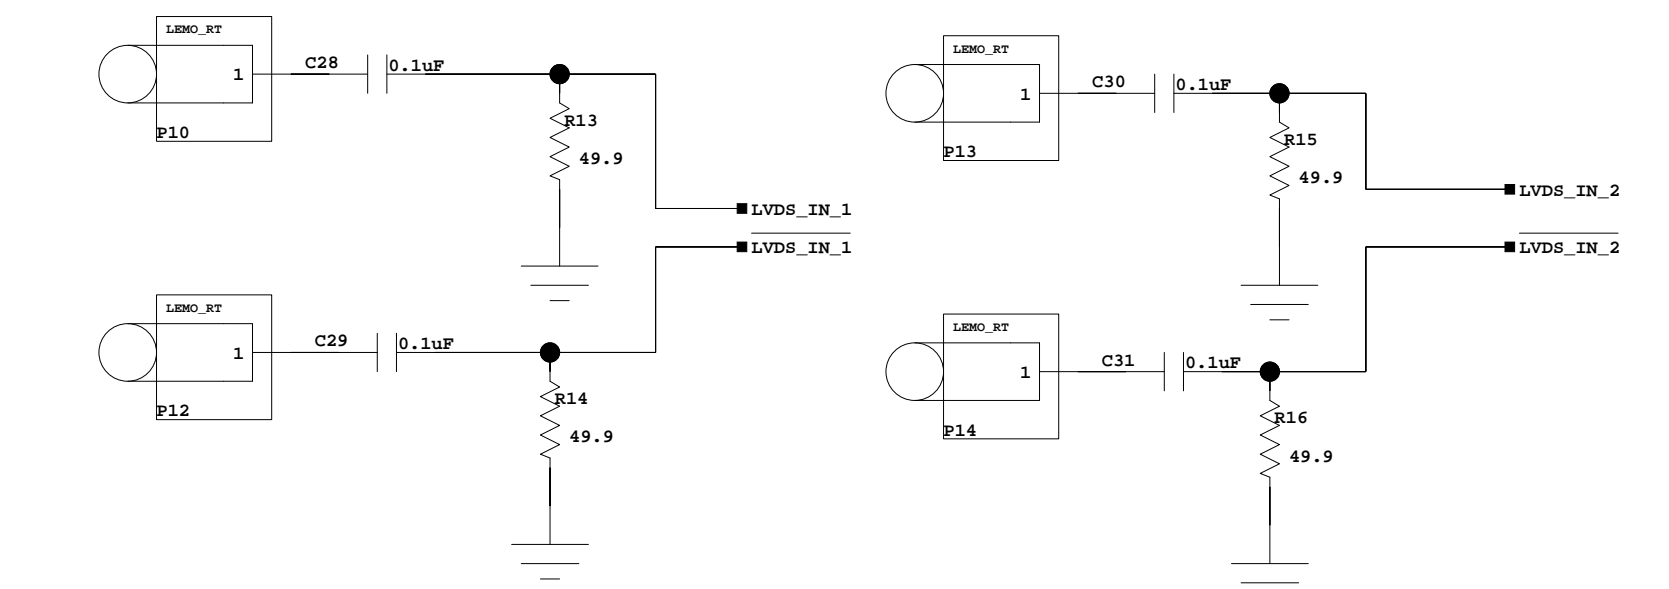 LEMO_RT
1
P10
C28
0.1uF
R13
49.9
LVDS_IN_1
LVDS_IN_1
LEMO_RT
1
P12
C29
0.1uF
R14
49.9
LEMO_RT
1
P13
C30
0.1uF
R15
49.9
LVDS_IN_2
LVDS_IN_2
LEMO_RT
1
P14
C31
0.1uF
R16
49.9